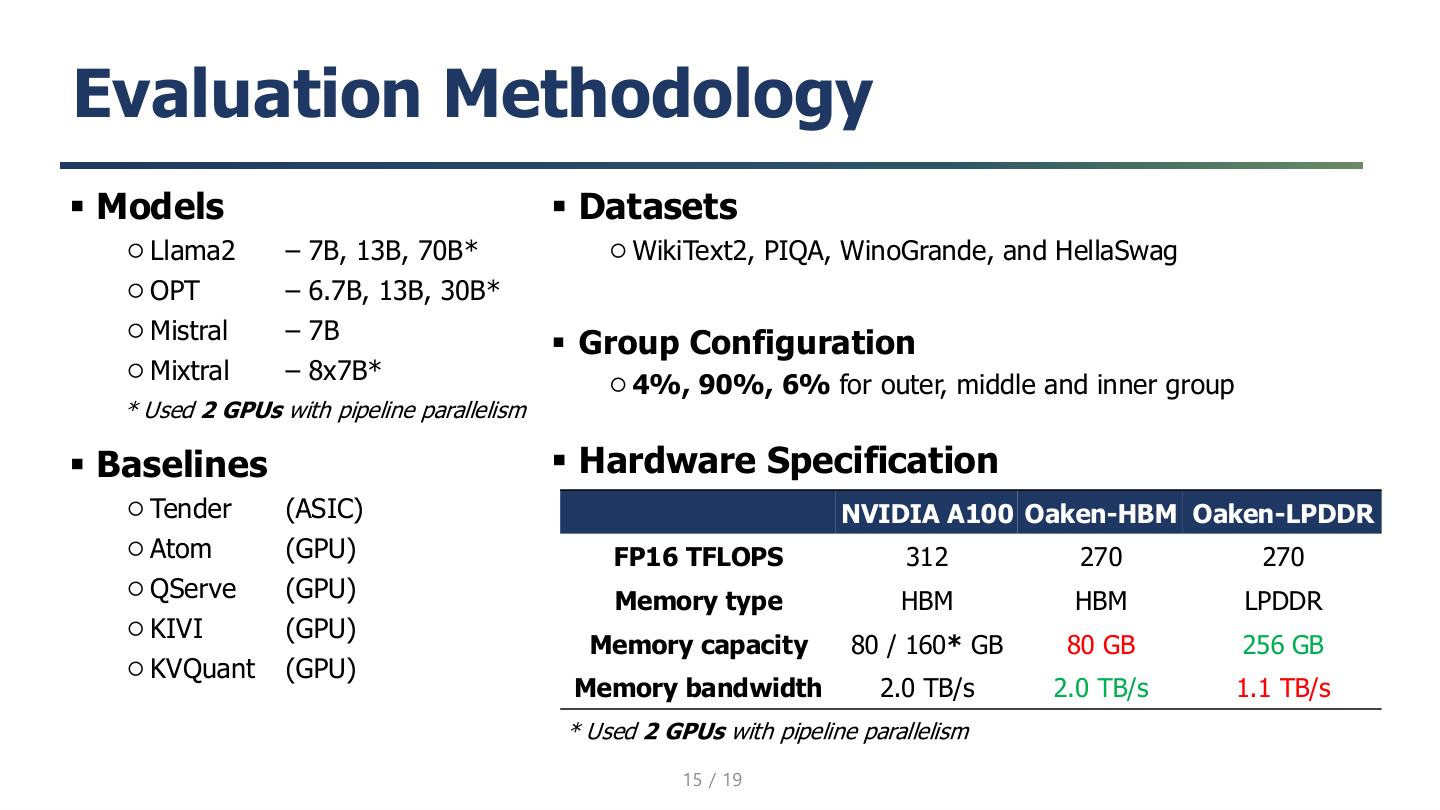 Evaluation Methodology
▪ Models
○ Llama2 – 7B, 13B, 70B*
○ OPT – 6.7B, 13B, 30B*
○ Mistral – 7B
○ Mixtral – 8x7B*
* Used 2 GPUs with pipeline parallelism
▪ Baselines
○ Tender (ASIC)
○ Atom (GPU)
○ QServe (GPU)
○ KIVI (GPU)
○ KVQuant (GPU)
▪ Datasets
○ WikiText2, PIQA, WinoGrande, and HellaSwag
▪ Group Configuration
○ 4%, 90%, 6% for outer, middle and inner group
▪ Hardware Specification
NVIDIA A100 Oaken-HBM Oaken-LPDDR
FP16 TFLOPS 312 270 270
Memory type HBM HBM LPDDR
Memory capacity 80 / 160* GB 80 GB 256 GB
Memory bandwidth 2.0 TB/s 2.0 TB/s 1.1 TB/s
* Used 2 GPUs with pipeline parallelism
15 / 19